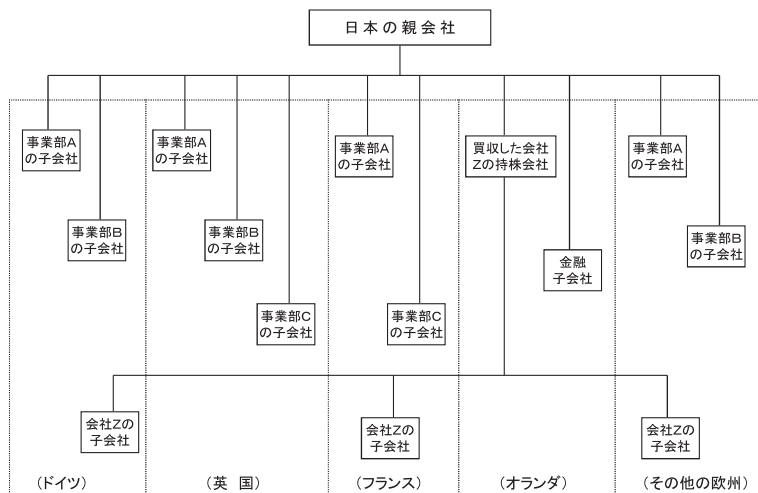 日本の親会社
事業部A
の子会社
事業部A
の子会社
事業部A
の子会社
買収した会社
Zの持株会社
事業部A
の子会社
事業部B
の子会社
事業部B
の子会社
事業部B
の子会社
金融
子会社
事業部C
の子会社
事業部C
の子会社
会社Zの
子会社
会社Zの
子会社
会社Zの
子会社
（ドイツ）
（英　国）
（フランス）
（オランダ）
（その他の欧州）